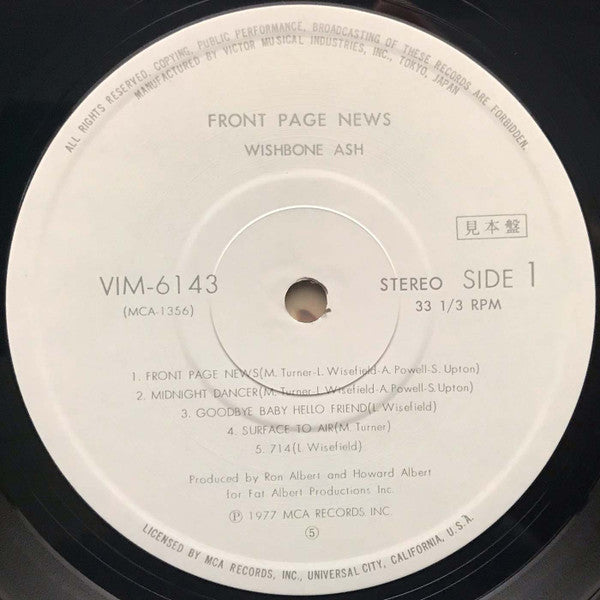 ALL RIGHTS RESERVED. COPYING, PUBLIC PERFORMANCE, BROADCASTING OF THESE RECORDS ARE FORBIDDEN.
MANUFACTURED BY VICTOR MUSICAL INDUSTRIES, INC., TOKYO, JAPAN
FRONT PAGE NEWS
WISHBONE ASH
見本盤
VIM-6143
(MCA-1356)
STEREO SIDE 1
33 1/3 RPM
1. FRONT PAGE NEWS(M. Turner-L. Wisefield-A. Powell-S. Upton)
2. MIDNIGHT DANCER(M. Turner-L. Wisefield-A. Powell-S. Upton)
3. GOODBYE BABY HELLO FRIEND(L. Wisefield)
4. SURFACE TO AIR(M. Turner)
5. 714(L. Wisefield)
Produced by Ron Albert and Howard Albert
for Fat Albert Productions Inc.
Ⓟ 1977 MCA RECORDS, INC.
⑤
LICENSED BY MCA RECORDS, INC., UNIVERSAL CITY, CALIFORNIA, U.S.A.